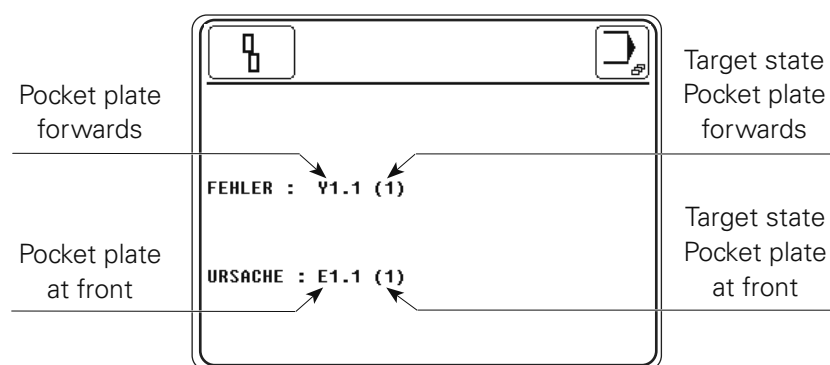 Pocket plate
forwards
Target state
Pocket plate
forwards
FEHLER : Y1.1 (1)
Pocket plate
at front
Target state
Pocket plate
at front
URSACHE : E1.1 (1)